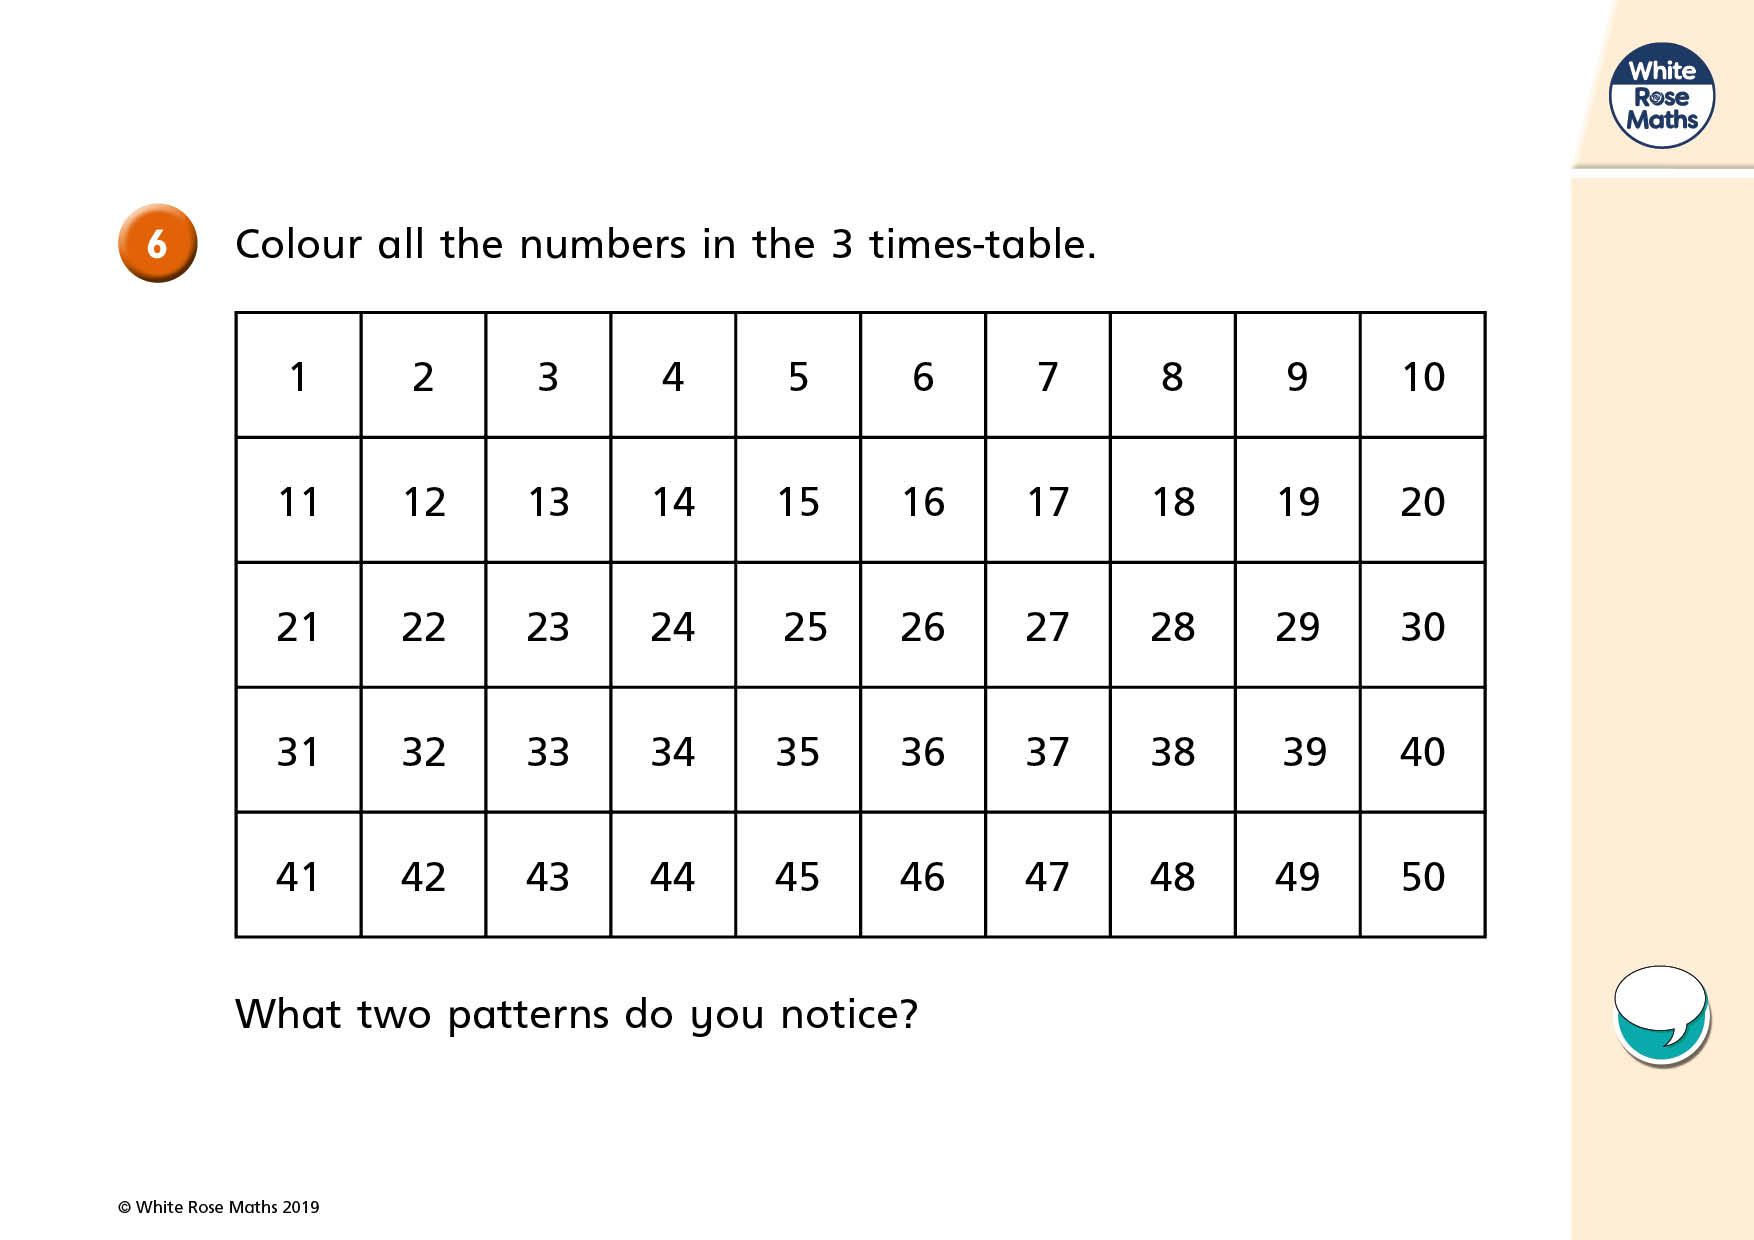 White
Rose
Maths
6 Colour all the numbers in the 3 times-table.
1 2 3 4 5 6 7 8 9 10
11 12 13 14 15 16 17 18 19 20
21 22 23 24 25 26 27 28 29 30
31 32 33 34 35 36 37 38 39 40
41 42 43 44 45 46 47 48 49 50
What two patterns do you notice?
© White Rose Maths 2019